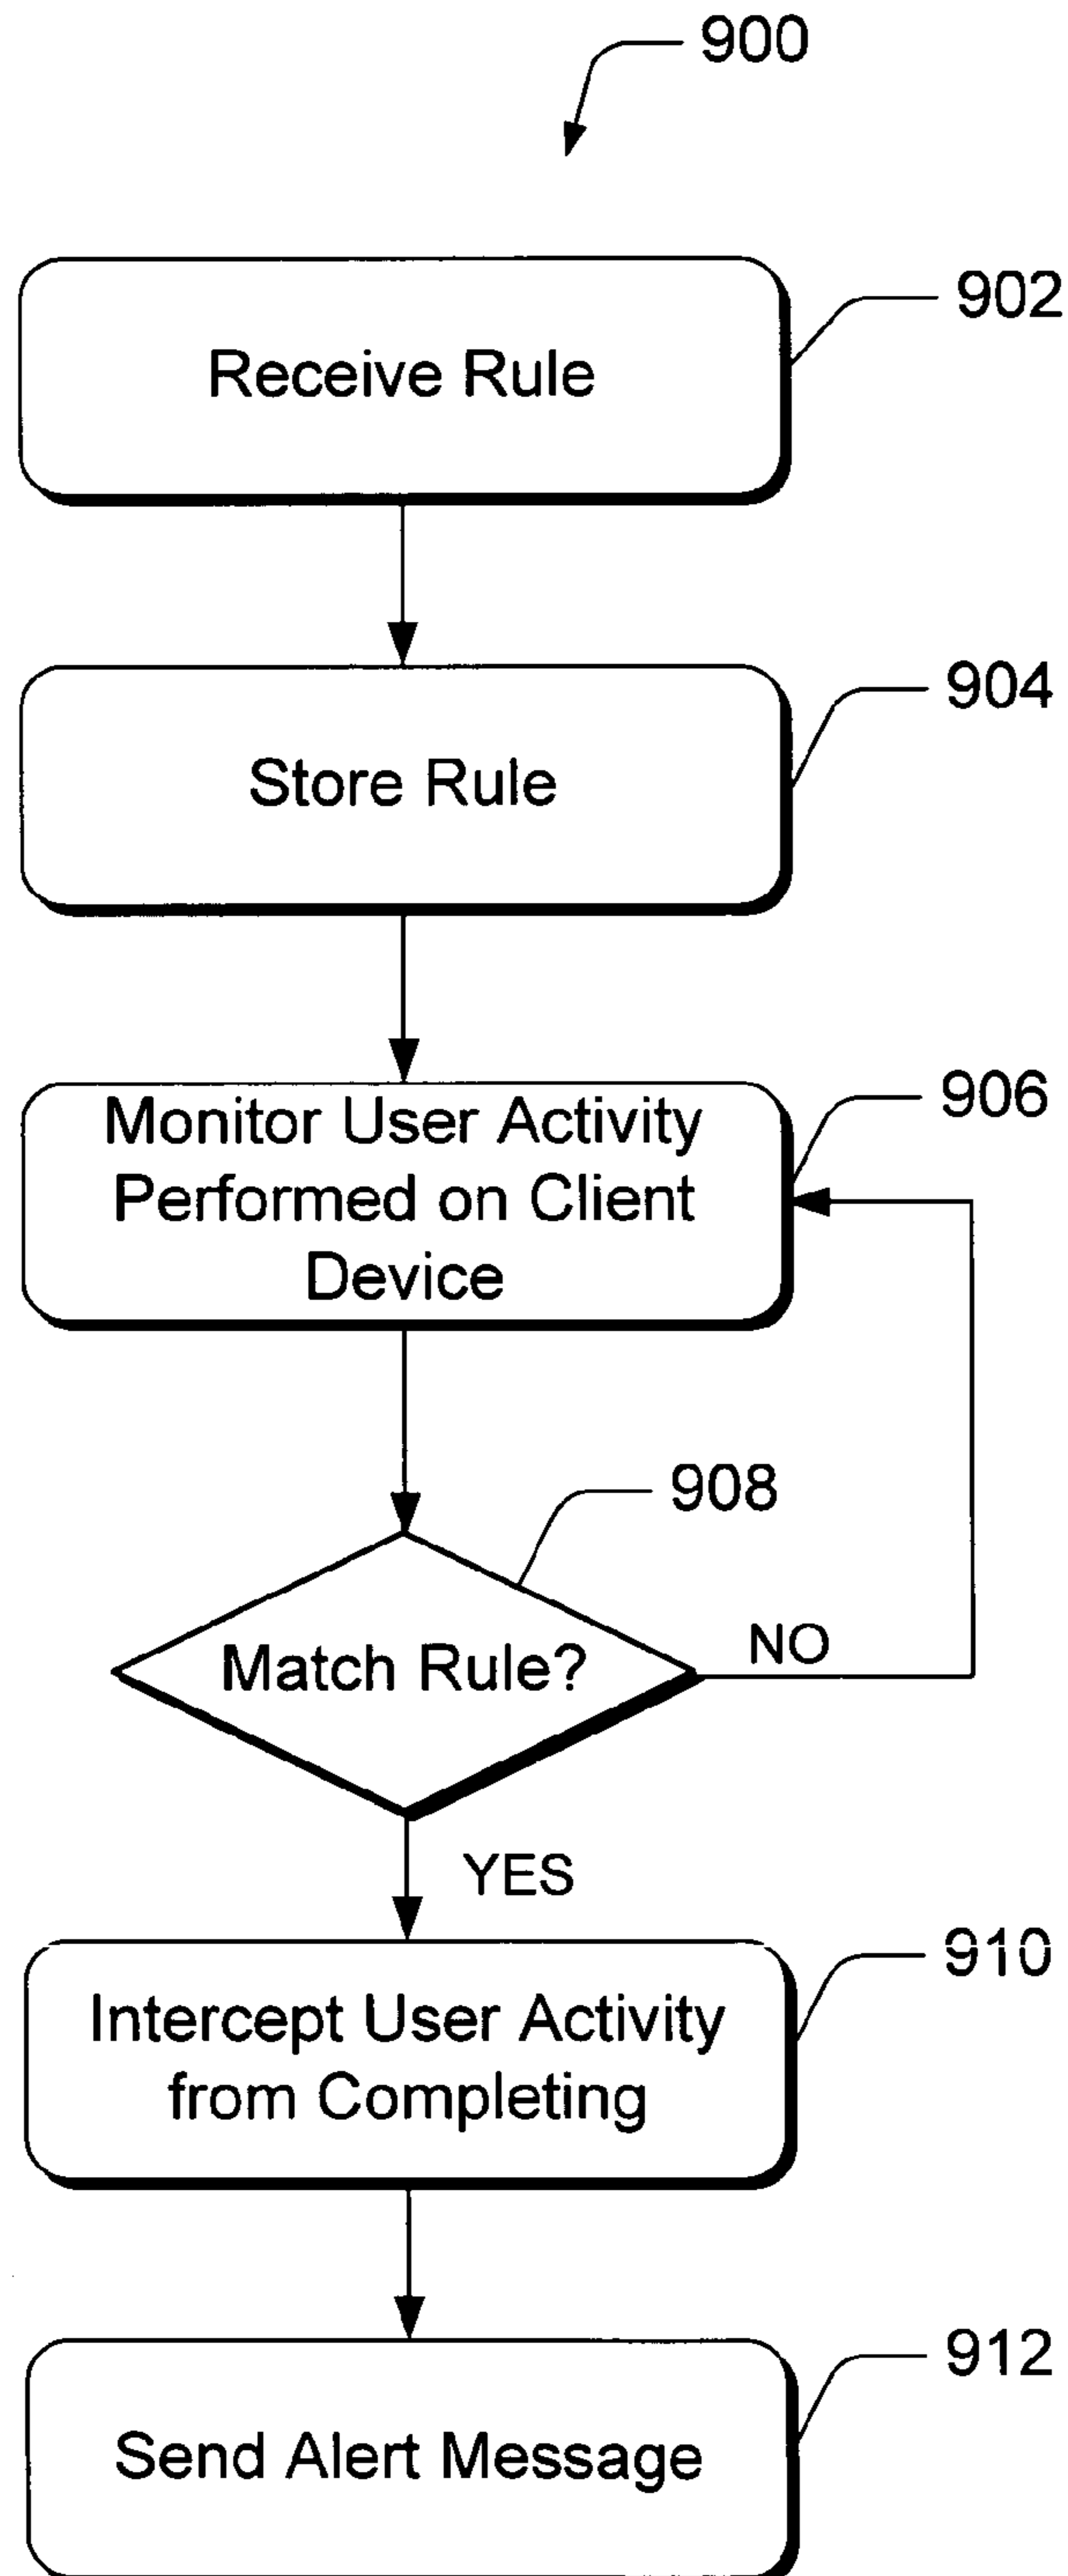 900
902
Receive Rule
904
Store Rule
906
Monitor User Activity
Performed on Client
Device
908
Match Rule?
NO
YES
910
Intercept User Activity
from Completing
912
Send Alert Message